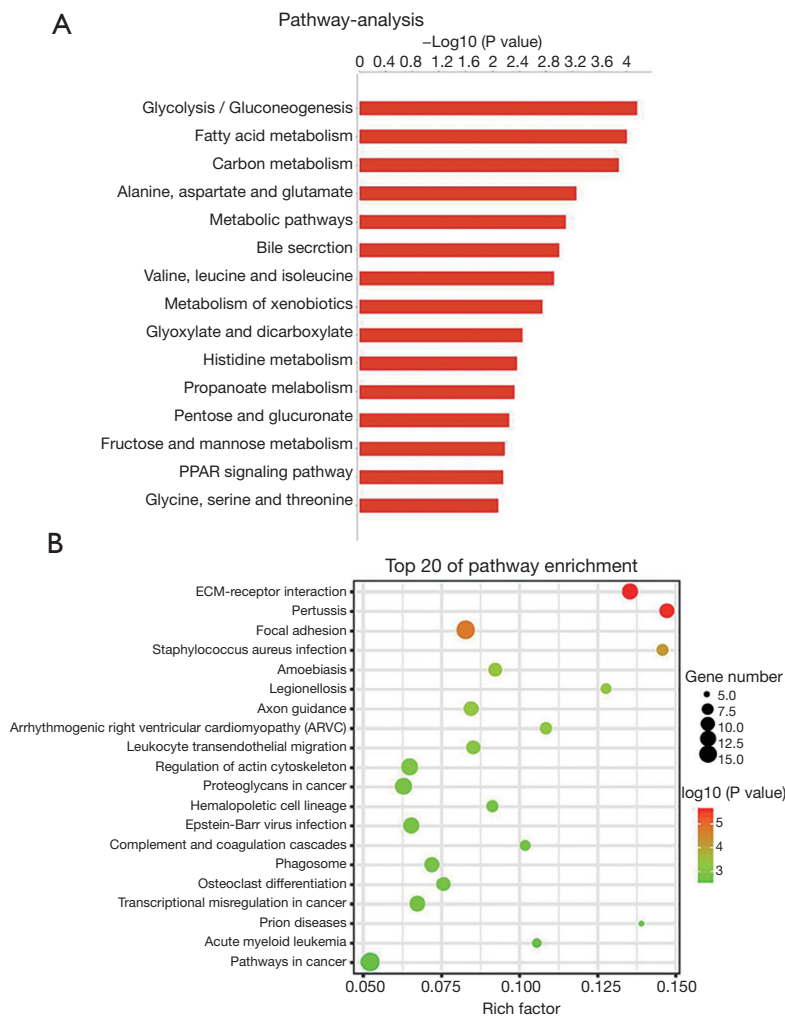 A
Pathway-analysis
–Log10 (P value)
0 0.4 0.8 1.2 1.6 2 2.4 2.8 3.2 3.6 4
Glycolysis / Gluconeogenesis
Fatty acid metabolism
Carbon metabolism
Alanine, aspartate and glutamate
Metabolic pathways
Bile secrction
Valine, leucine and isoleucine
Metabolism of xenobiotics
Glyoxylate and dicarboxylate
Histidine metabolism
Propanoate melabolism
Pentose and glucuronate
Fructose and mannose metabolism
PPAR signaling pathway
Glycine, serine and threonine
B
Top 20 of pathway enrichment
ECM-receptor interaction
Pertussis
Focal adhesion
Staphylococcus aureus infection
Amoebiasis
Legionellosis
Axon guidance
Arrhythmogenic right ventricular cardiomyopathy (ARVC)
Leukocyte transendothelial migration
Regulation of actin cytoskeleton
Proteoglycans in cancer
Hemalopoletic cell lineage
Epstein-Barr virus infection
Complement and coagulation cascades
Phagosome
Osteoclast differentiation
Transcriptional misregulation in cancer
Prion diseases
Acute myeloid leukemia
Pathways in cancer
0.050 0.075 0.100 0.125 0.150
Rich factor
Gene number
5.0
7.5
10.0
12.5
15.0
log10 (P value)
5
4
3